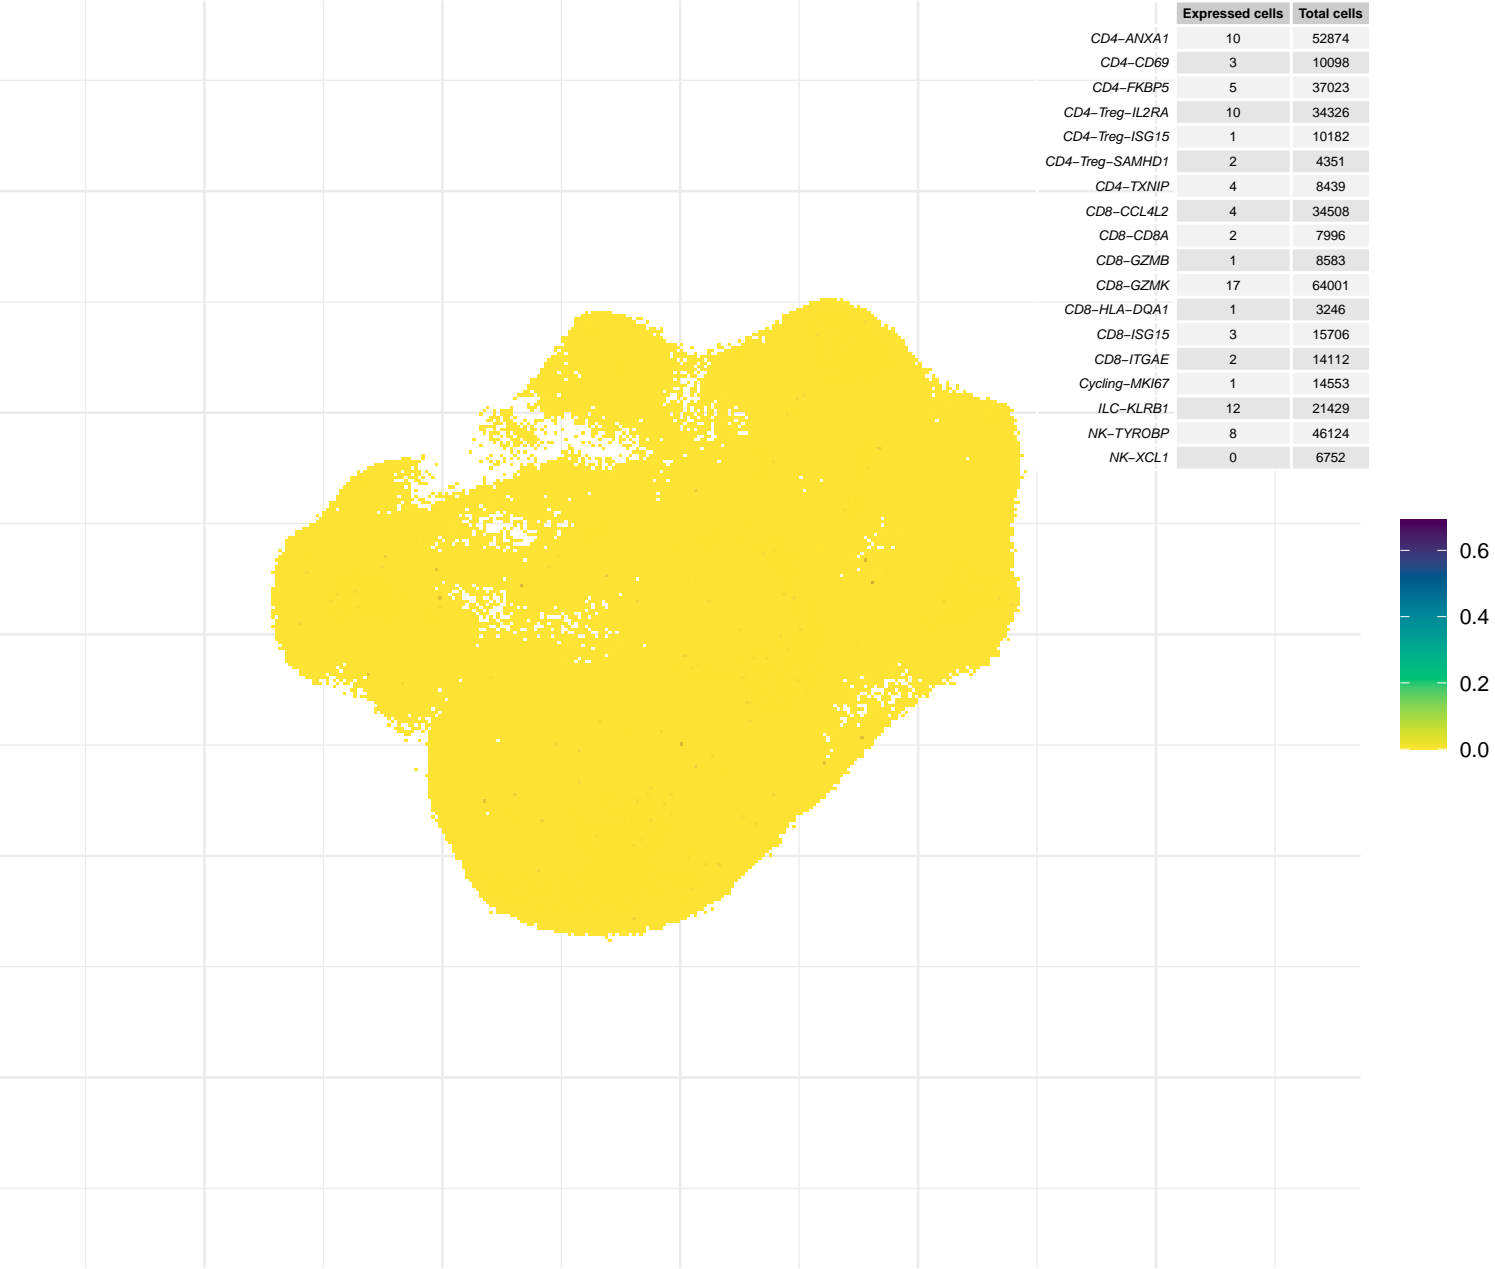 Expressed cells Total cells
CD4−ANXA1 10 52874
CD4−CD69 3 10098
CD4−FKBP5 5 37023
CD4−Treg−IL2RA 10 34326
CD4−Treg−ISG15 1 10182
CD4−Treg−SAMHD1 2 4351
CD4−TXNIP 4 8439
CD8−CCL4L2 4 34508
CD8−CD8A 2 7996
CD8−GZMB 1 8583
CD8−GZMK 17 64001
CD8−HLA−DQA1 1 3246
CD8−ISG15 3 15706
CD8−ITGAE 2 14112
Cycling−MKI67 1 14553
ILC−KLRB1 12 21429
NK−TYROBP 8 46124
NK−XCL1 0 6752
0.6
0.4
0.2
0.0